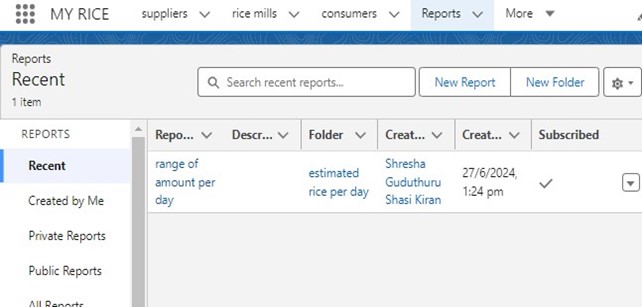 MY RICE suppliers rice mills consumers Reports More
Reports
Recent
1 item
Search recent reports...
New Report New Folder
REPORTS
Recent
Created by Me
Private Reports
Public Reports
All Reports
Repo... Descr... Folder Creat... Creat... Subscribed
range of
amount per
day
estimated
rice per day
Shresha
Guduthuru
Shasi Kiran
27/6/2024,
1:24 pm